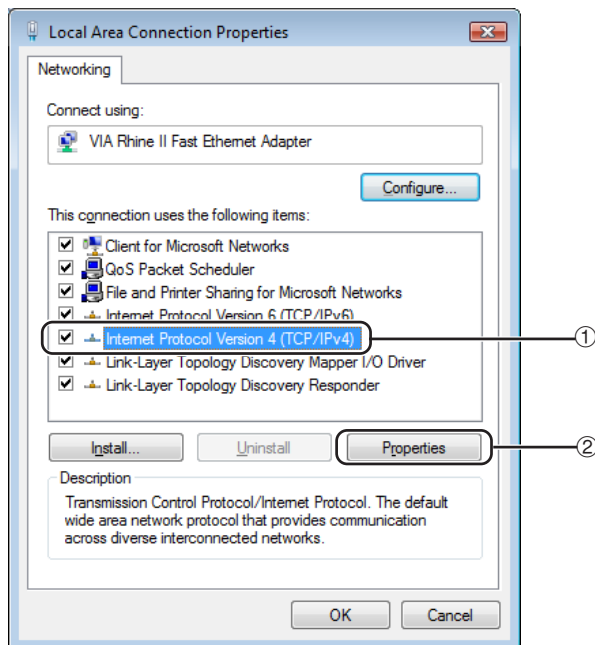 Local Area Connection Properties
Networking
Connect using:
VIA Rhine II Fast Ethernet Adapter
Configure...
This connection uses the following items:
Client for Microsoft Networks
QoS Packet Scheduler
File and Printer Sharing for Microsoft Networks
Internet Protocol Version 6 (TCP/IPv6)
Internet Protocol Version 4 (TCP/IPv4)
①
Link-Layer Topology Discovery Mapper I/O Driver
Link-Layer Topology Discovery Responder
Install...
Uninstall
Properties
②
Description
Transmission Control Protocol/Internet Protocol. The default
wide area network protocol that provides communication
across diverse interconnected networks.
OK
Cancel